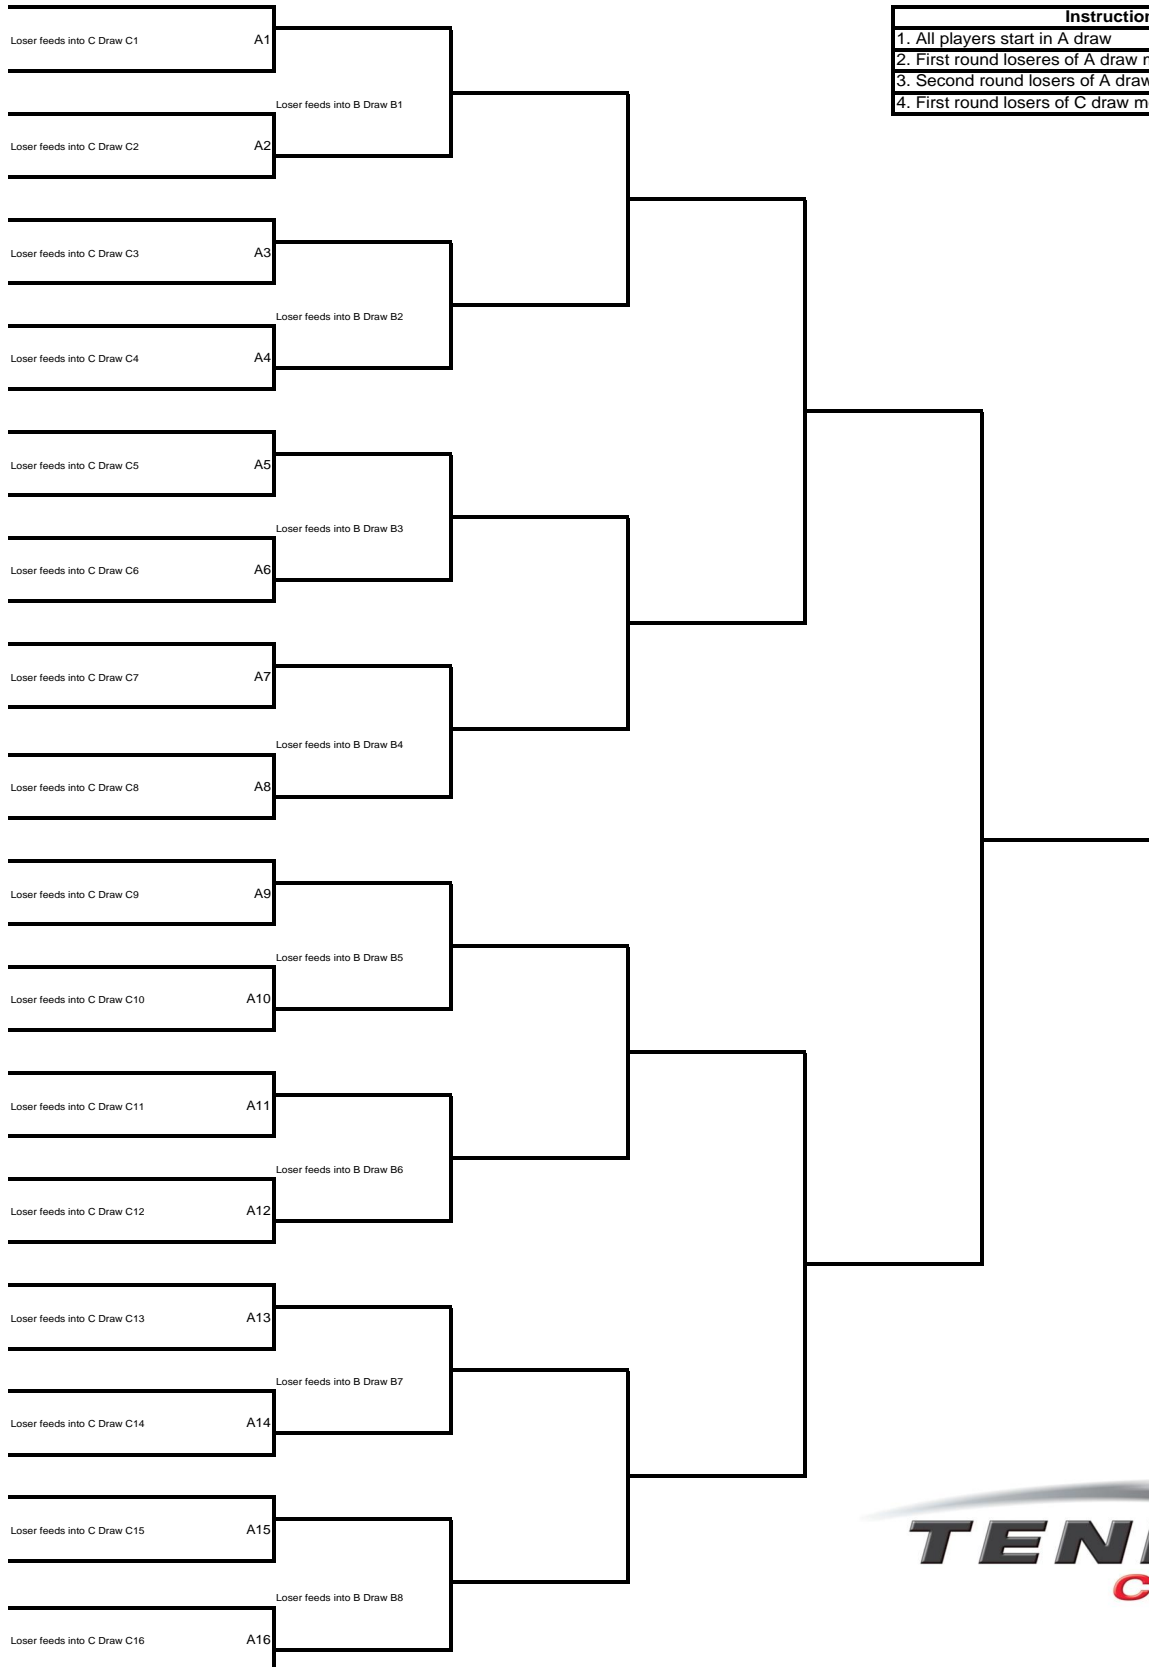 Instruction
1. All players start in A draw
2. First round loseres of A draw
3. Second round losers of A draw
4. First round losers of C draw
Loser feeds into C Draw C1 A1
Loser feeds into B Draw B1
Loser feeds into C Draw C2 A2
Loser feeds into C Draw C3 A3
Loser feeds into B Draw B2
Loser feeds into C Draw C4 A4
Loser feeds into C Draw C5 A5
Loser feeds into B Draw B3
Loser feeds into C Draw C6 A6
Loser feeds into C Draw C7 A7
Loser feeds into B Draw B4
Loser feeds into C Draw C8 A8
Loser feeds into C Draw C9 A9
Loser feeds into B Draw B5
Loser feeds into C Draw C10 A10
Loser feeds into C Draw C11 A11
Loser feeds into B Draw B6
Loser feeds into C Draw C12 A12
Loser feeds into C Draw C13 A13
Loser feeds into B Draw B7
Loser feeds into C Draw C14 A14
Loser feeds into C Draw C15 A15
Loser feeds into B Draw B8
Loser feeds into C Draw C16 A16
TEN
C